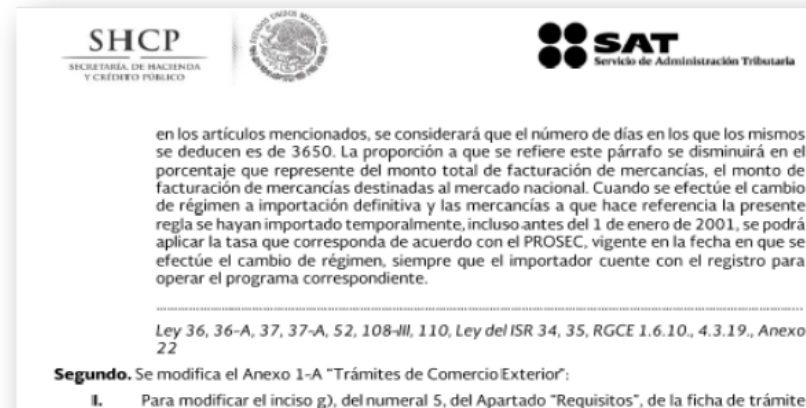 SHCP
SECRETARÍA DE HACIENDA
Y CRÉDITO PÚBLICO
ESTADOS UNIDOS MEXICANOS
SAT
Servicio de Administración Tributaria
en los artículos mencionados, se considerará que el número de días en los que los mismos
se deducen es de 3650. La proporción a que se refiere este párrafo se disminuirá en el
porcentaje que represente del monto total de facturación de mercancías, el monto de
facturación de mercancías destinadas al mercado nacional. Cuando se efectúe el cambio
de régimen a importación definitiva y las mercancías a que hace referencia la presente
regla se hayan importado temporalmente, incluso antes del 1 de enero de 2001, se podrá
aplicar la tasa que corresponda de acuerdo con el PROSEC, vigente en la fecha en que se
efectúe el cambio de régimen, siempre que el importador cuente con el registro para
operar el programa correspondiente.
Ley 36, 36-A, 37, 37-A, 52, 108-III, 110, Ley del ISR 34, 35, RGCE 1.6.10., 4.3.19., Anexo
22
Segundo. Se modifica el Anexo 1-A "Trámites de Comercio Exterior":
I. Para modificar el inciso g), del numeral 5, del Apartado "Requisitos", de la ficha de trámite